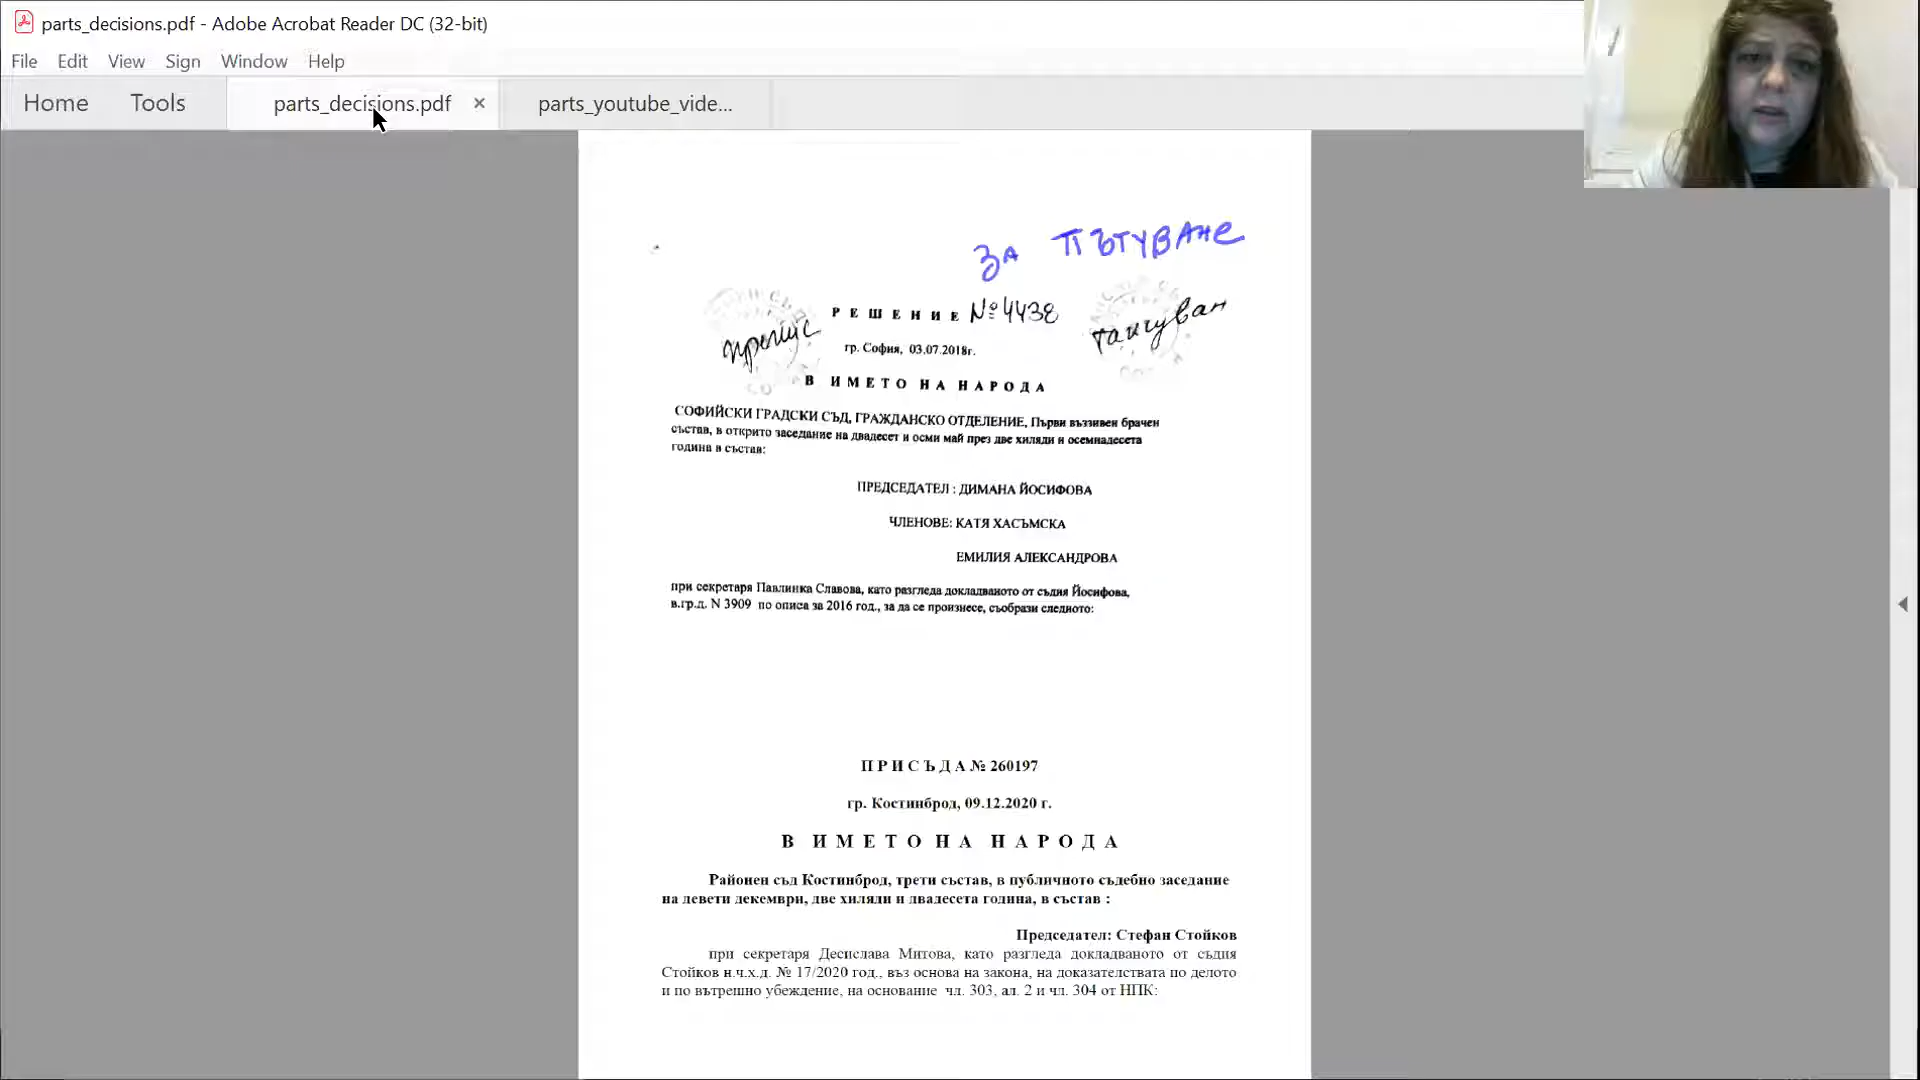 parts_decisions.pdf - Adobe Acrobat Reader DC (32-bit)
File Edit View Sign Window Help
Home Tools parts_decisions.pdf × parts_youtube_vide...
ЗА ПЪТУВАНЕ
РЕШЕНИЕ № 4438
препис
гр. София, 03.07.2018г.
В ИМЕТО НА НАРОДА
СОФИЙСКИ ГРАДСКИ СЪД, ГРАЖДАНСКО ОТДЕЛЕНИЕ, Първи въззивен брачен
състав, в открито заседание на двадесет и осми май през две хиляди и осемнадесета
година в състав:
ПРЕДСЕДАТЕЛ : ДИМАНА ЙОСИФОВА
ЧЛЕНОВЕ: КАТЯ ХАСЪМСКА
ЕМИЛИЯ АЛЕКСАНДРОВА
при секретаря Павлинка Славова, като разгледа докладваното от съдия Йосифова,
в.гр.д. N 3909 по описа за 2016 год., за да се произнесе, съобрази следното:
ПРИСЪДА № 260197
гр. Костинброд, 09.12.2020 г.
В ИМЕТО НА НАРОДА
Районен съд Костинброд, трети състав, в публичното съдебно заседание
на девети декември, две хиляди и двадесета година, в състав :
Председател: Стефан Стойков
при секретаря Десислава Митова, като разгледа докладваното от съдия
Стойков н.ч.х.д. № 17/2020 год., въз основа на закона, на доказателствата по делото
и по вътрешно убеждение, на основание чл. 303, ал. 2 и чл. 304 от НПК: